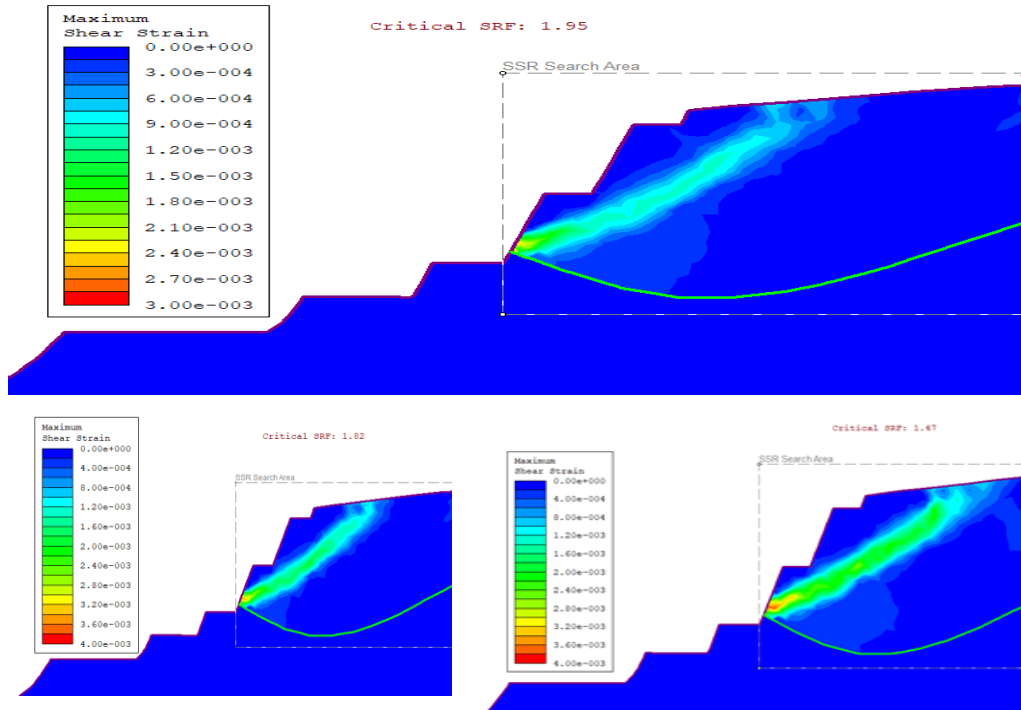 Maximum
Shear Strain
0.00e+000
3.00e-004
6.00e-004
9.00e-004
1.20e-003
1.50e-003
1.80e-003
2.10e-003
2.40e-003
2.70e-003
3.00e-003
Critical SRF: 1.95
SSR Search Area
Maximum
Shear Strain
0.00e+000
4.00e-004
8.00e-004
1.20e-003
1.60e-003
2.00e-003
2.40e-003
2.80e-003
3.20e-003
3.60e-003
4.00e-003
Critical SRF: 1.82
SSR Search Area
Maximum
Shear Strain
0.00e+000
4.00e-004
8.00e-004
1.20e-003
1.60e-003
2.00e-003
2.40e-003
2.80e-003
3.20e-003
3.60e-003
4.00e-003
Critical SRF: 1.47
SSR Search Area